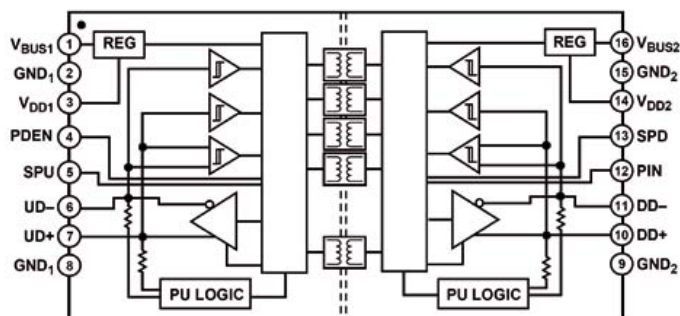 VBUS1 1 REG REG 16 VBUS2
GND1 2 15 GND2
VDD1 3 14 VDD2
PDEN 4 13 SPD
SPU 5 12 PIN
UD– 6 11 DD–
UD+ 7 10 DD+
GND1 8 9 GND2
PU LOGIC PU LOGIC